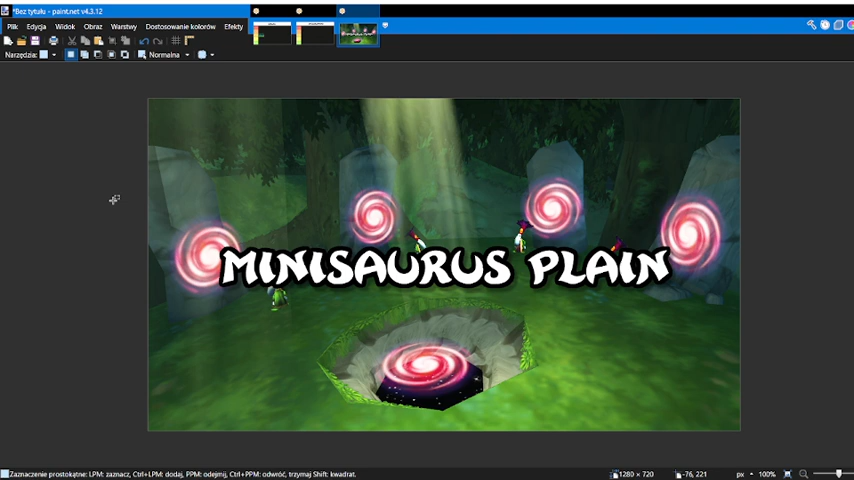 *Bez tytułu - paint.net v4.3.12
Plik Edycja Widok Obraz Warstwy Dostosowanie kolorów Efekty
Narzędzia:
Normalna
MINISAURUS PLAIN
Zaznaczenie prostokątne: LPM: zaznacz, Ctrl+LPM: dodaj, PPM: odejmij, Ctrl+PPM: odwróć, trzymaj Shift: kwadrat.
1280 × 720
-76, 221
px
100%